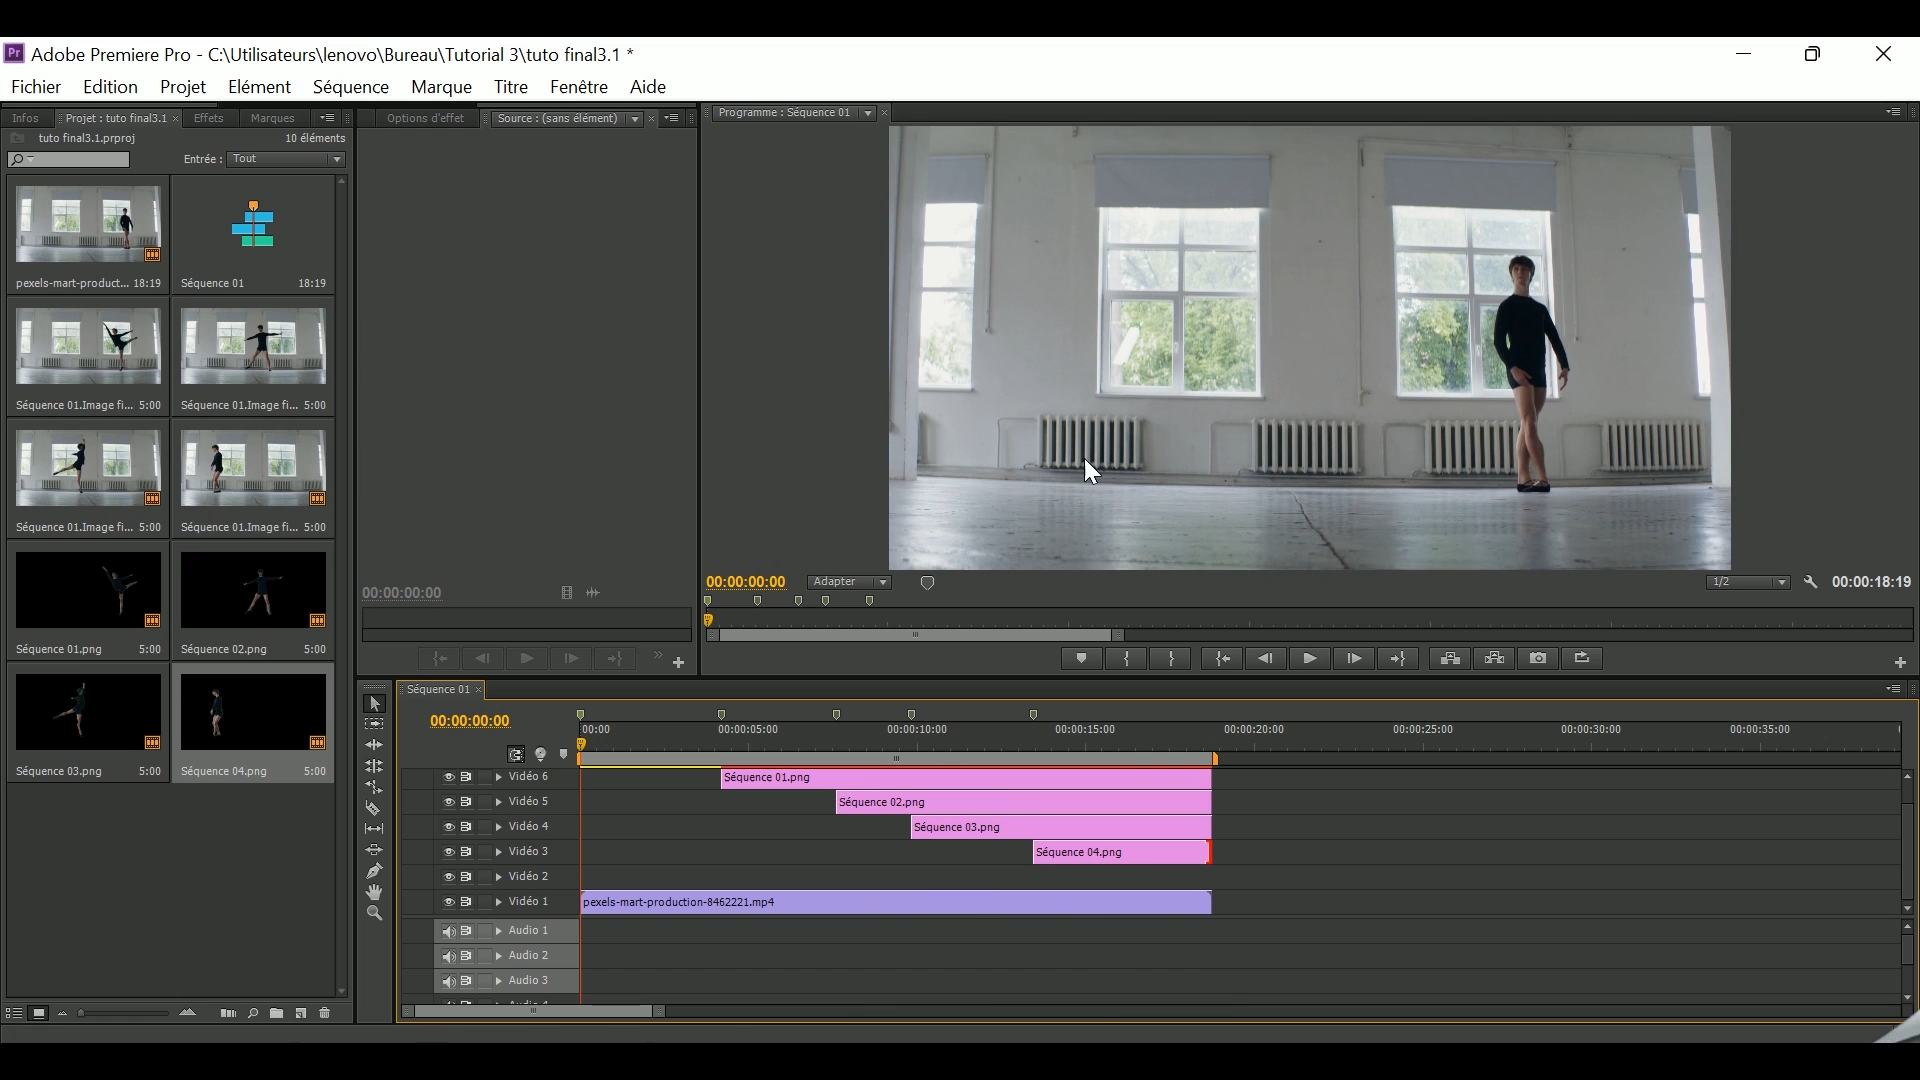 Pr Adobe Premiere Pro - C:\Utilisateurs\lenovo\Bureau\Tutorial 3\tuto final3.1 *
Fichier Edition Projet Elément Séquence Marque Titre Fenêtre Aide
Infos Projet : tuto final3.1 × Effets Marques
tuto final3.1.prproj 10 éléments
Entrée : Tout
pexels-mart-product... 18:19 Séquence 01 18:19
Séquence 01.Image fi... 5:00 Séquence 01.Image fi... 5:00
Séquence 01.Image fi... 5:00 Séquence 01.Image fi... 5:00
Séquence 01.png 5:00 Séquence 02.png 5:00
Séquence 03.png 5:00 Séquence 04.png 5:00
Options d'effet Source : (sans élément) ×
00:00:00:00
Programme : Séquence 01 ×
00:00:00:00 Adapter 1/2 00:00:18:19
Séquence 01 ×
00:00:00:00
:00:00 00:00:05:00 00:00:10:00 00:00:15:00 00:00:20:00 00:00:25:00 00:00:30:00 00:00:35:00
Vidéo 6 Séquence 01.png
Vidéo 5 Séquence 02.png
Vidéo 4 Séquence 03.png
Vidéo 3 Séquence 04.png
Vidéo 2
Vidéo 1 pexels-mart-production-8462221.mp4
Audio 1
Audio 2
Audio 3